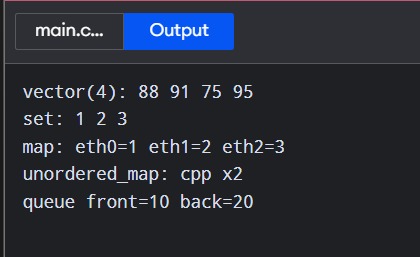 main.c...
Output
vector(4): 88 91 75 95
set: 1 2 3
map: eth0=1 eth1=2 eth2=3
unordered_map: cpp x2
queue front=10 back=20